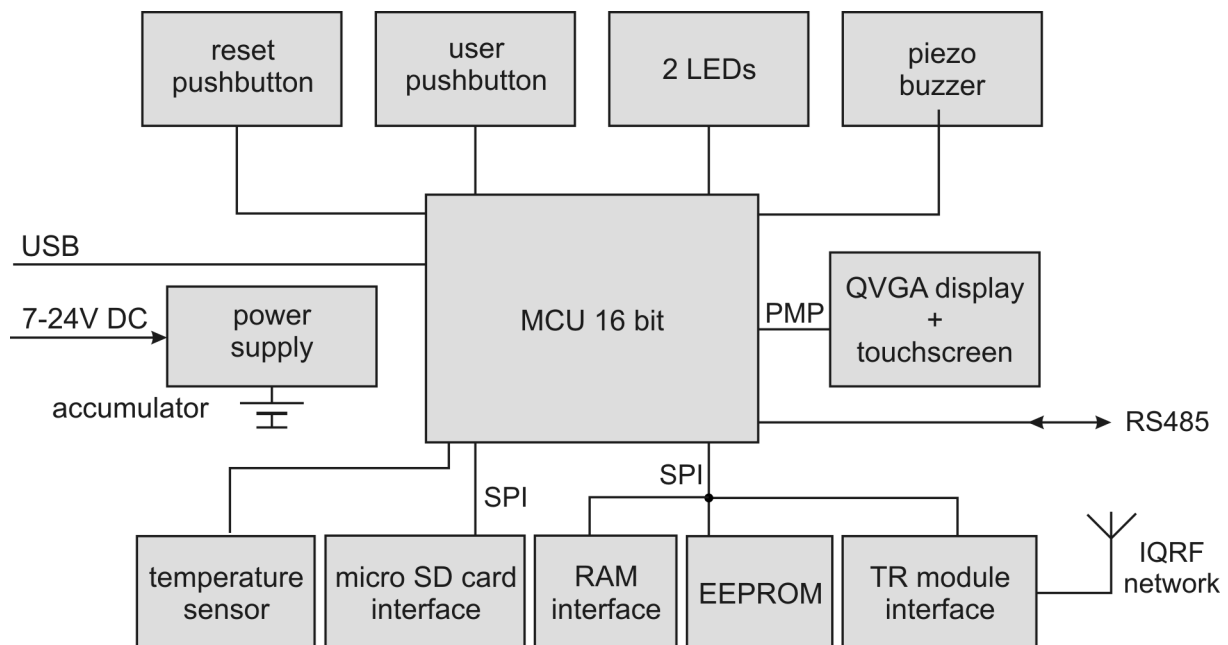 reset
pushbutton
user
pushbutton
2 LEDs
piezo
buzzer
USB
7-24V DC
power
supply
accumulator
MCU 16 bit
PMP
QVGA display
+
touchscreen
RS485
SPI
SPI
temperature
sensor
micro SD card
interface
RAM
interface
EEPROM
TR module
interface
IQRF
network